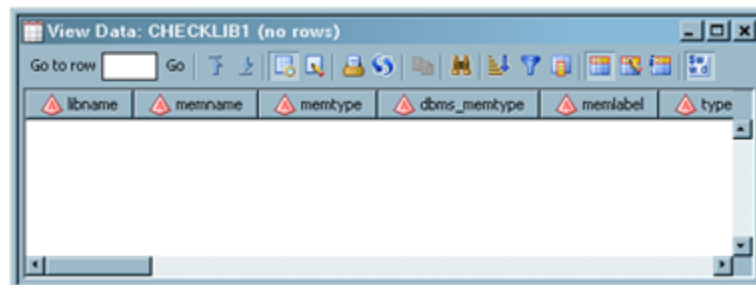 View Data: CHECKLIB1 (no rows)
Go to row Go
libname memname memtype dbms_memtype memlabel type